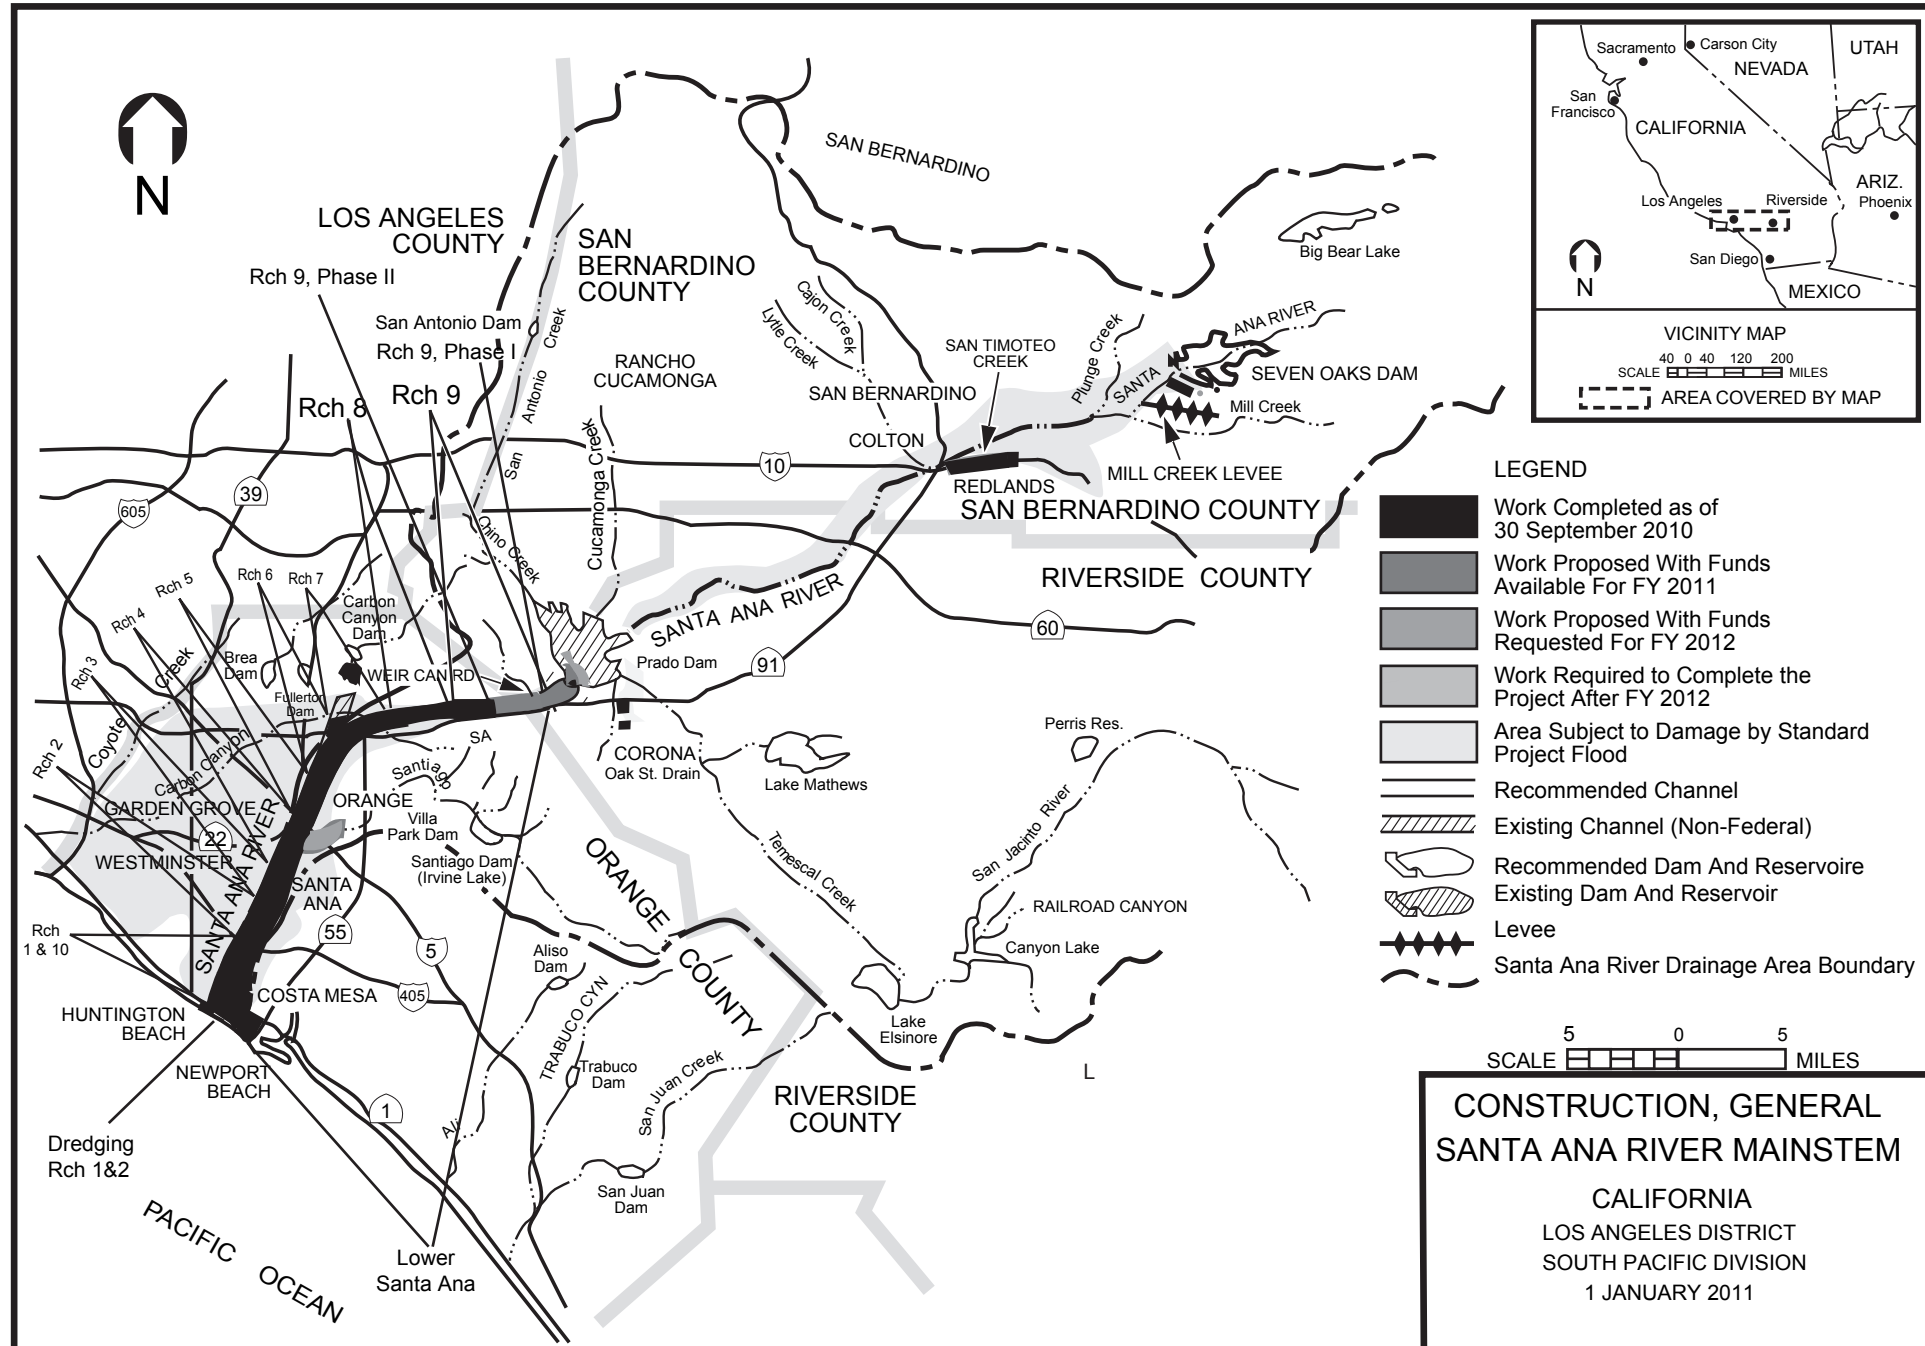 N
LOS ANGELES
COUNTY
SAN
BERNARDINO
COUNTY
SAN BERNARDINO
Big Bear Lake
Rch 9, Phase II
San Antonio Dam
Rch 9, Phase I
Rch 8
Rch 9
San Antonio Creek
RANCHO
CUCAMONGA
Cucamonga Creek
Chino Creek
Cajon Creek
Lytle Creek
SAN BERNARDINO
COLTON
SAN TIMOTEO
CREEK
Plunge Creek
SANTA
ANA RIVER
SEVEN OAKS DAM
Mill Creek
MILL CREEK LEVEE
REDLANDS
SAN BERNARDINO COUNTY
RIVERSIDE COUNTY
10
39
605
60
91
Rch 5
Rch 6
Rch 7
Rch 4
Rch 3
Rch 2
Carbon
Canyon
Dam
Creek
Coyote
Brea
Dam
Fullerton
Dam
WEIR CAN RD
Prado Dam
SANTA ANA RIVER
Carbon Canyon
GARDEN GROVE
22
WESTMINSTER
SANTA ANA RIVER
ORANGE
Santiago
SA
Villa
Park Dam
Santiago Dam
(Irvine Lake)
SANTA
ANA
CORONA
Oak St. Drain
Lake Mathews
Perris Res.
San Jacinto River
Temescal Creek
RAILROAD CANYON
Canyon Lake
Lake
Elsinore
ORANGE
COUNTY
Rch
1 & 10
55
5
405
COSTA MESA
HUNTINGTON
BEACH
NEWPORT
BEACH
1
Aliso
Dam
TRABUCO CYN
Trabuco
Dam
Ali
San Juan Creek
San Juan
Dam
RIVERSIDE
COUNTY
L
Dredging
Rch 1&2
Lower
Santa Ana
PACIFIC OCEAN
Sacramento
Carson City
UTAH
NEVADA
San
Francisco
CALIFORNIA
ARIZ.
Los Angeles
Riverside
Phoenix
San Diego
N
MEXICO
VICINITY MAP
40 0 40 120 200
SCALE MILES
AREA COVERED BY MAP
LEGEND
Work Completed as of
30 September 2010
Work Proposed With Funds
Available For FY 2011
Work Proposed With Funds
Requested For FY 2012
Work Required to Complete the
Project After FY 2012
Area Subject to Damage by Standard
Project Flood
Recommended Channel
Existing Channel (Non-Federal)
Recommended Dam And Reservoire
Existing Dam And Reservoir
Levee
Santa Ana River Drainage Area Boundary
5 0 5
SCALE MILES
CONSTRUCTION, GENERAL
SANTA ANA RIVER MAINSTEM
CALIFORNIA
LOS ANGELES DISTRICT
SOUTH PACIFIC DIVISION
1 JANUARY 2011